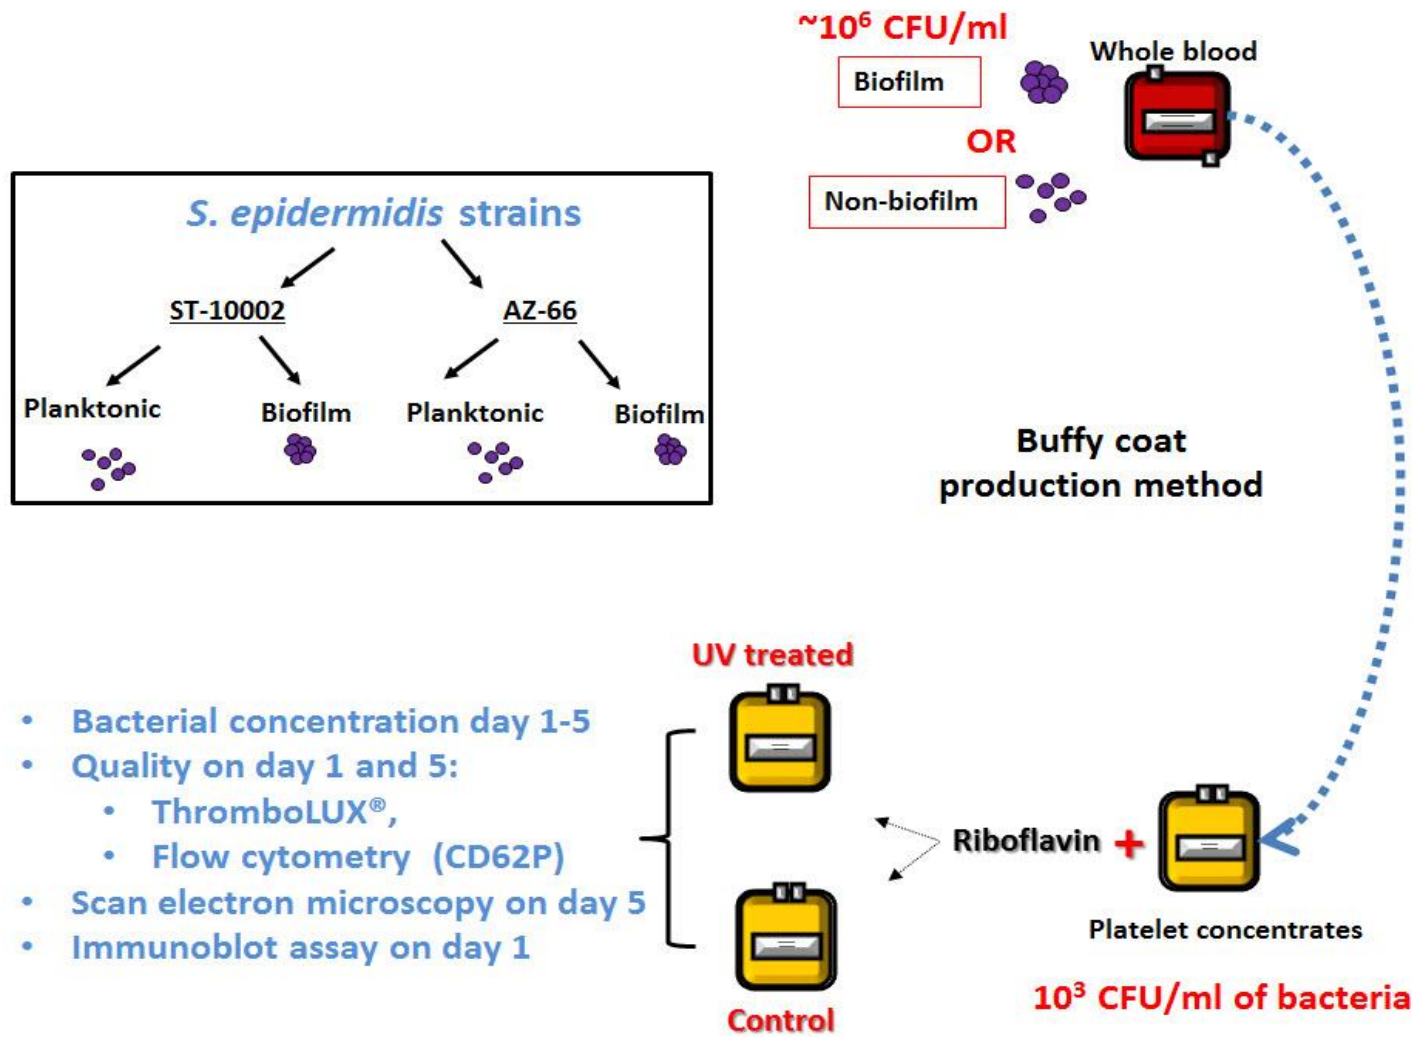 ~10⁶ CFU/ml
Whole blood
Biofilm
OR
Non-biofilm
S. epidermidis strains
ST-10002
AZ-66
Planktonic
Biofilm
Planktonic
Biofilm
Buffy coat
production method
UV treated
• Bacterial concentration day 1-5
• Quality on day 1 and 5:
• ThromboLUX®,
• Flow cytometry (CD62P)
• Scan electron microscopy on day 5
• Immunoblot assay on day 1
Riboflavin +
Platelet concentrates
10³ CFU/ml of bacteria
Control